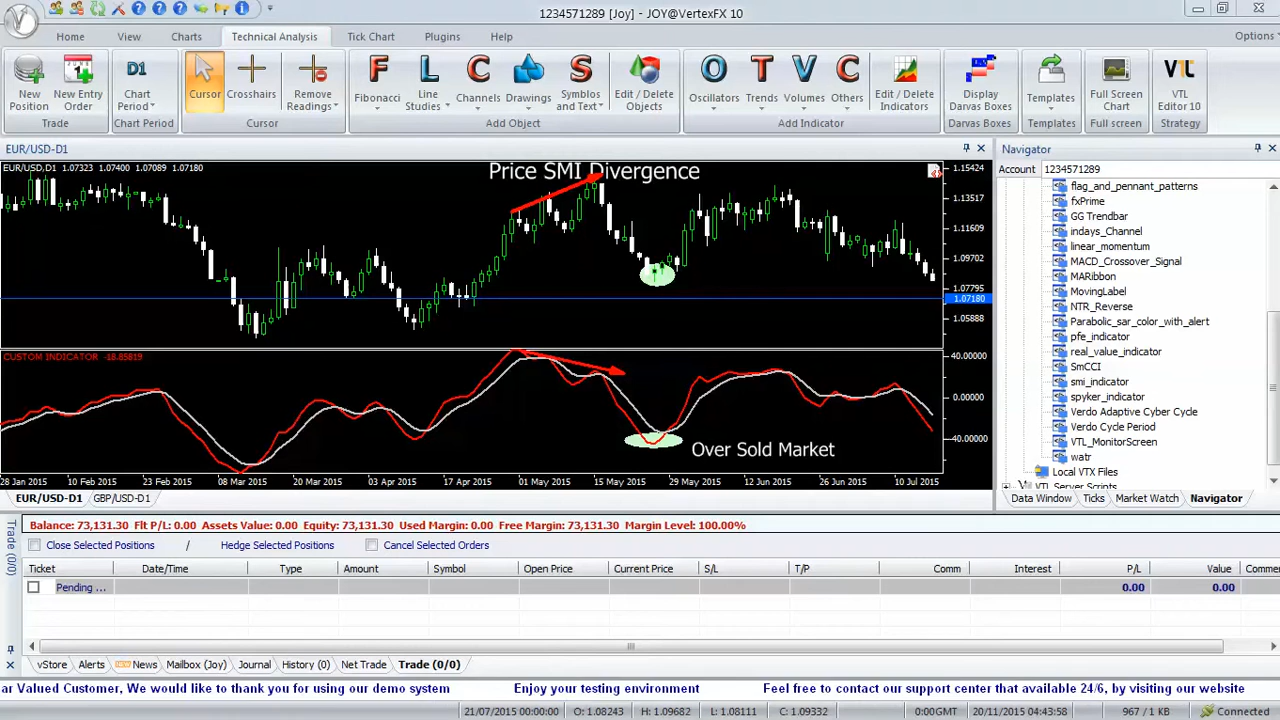 1234571289 [Joy] - JOY@VertexFX 10
Home View Charts Technical Analysis Tick Chart Plugins Help Options
New Position
New Entry Order
Trade
D1
Chart Period
Chart Period
Cursor
Crosshairs
Remove Readings
Cursor
Fibonacci
Line Studies
Channels
Drawings
Symbols and Text
Edit / Delete Objects
Add Object
Oscillators
Trends
Volumes
Others
Edit / Delete Indicators
Add Indicator
Display Darvas Boxes
Darvas Boxes
Templates
Templates
Full Screen Chart
Full screen
VTL Editor 10
Strategy
EUR/USD-D1
EUR/USD,D1 1.07323 1.07400 1.07089 1.07180
Price SMI Divergence
1.15424
1.13517
1.11609
1.09702
1.07795
1.07180
1.05888
CUSTOM INDICATOR -18.85819
40.00000
0.00000
-40.00000
Over Sold Market
28 Jan 2015 10 Feb 2015 23 Feb 2015 08 Mar 2015 20 Mar 2015 03 Apr 2015 17 Apr 2015 01 May 2015 15 May 2015 29 May 2015 12 Jun 2015 26 Jun 2015 10 Jul 2015
EUR/USD-D1 GBP/USD-D1
Navigator
Account 1234571289
flag_and_pennant_patterns
fxPrime
GG Trendbar
indays_Channel
linear_momentum
MACD_Crossover_Signal
MARibbon
MovingLabel
NTR_Reverse
Parabolic_sar_color_with_alert
pfe_indicator
real_value_indicator
SmCCI
smi_indicator
spyker_indicator
Verdo Adaptive Cyber Cycle
Verdo Cycle Period
VTL_MonitorScreen
watr
Local VTX Files
VTL Server Scripts
Data Window Ticks Market Watch Navigator
Trade (0/0)
Balance: 73,131.30 Flt P/L: 0.00 Assets Value: 0.00 Equity: 73,131.30 Used Margin: 0.00 Free Margin: 73,131.30 Margin Level: 100.00%
Close Selected Positions / Hedge Selected Positions Cancel Selected Orders
Ticket Date/Time Type Amount Symbol Open Price Current Price S/L T/P Comm Interest P/L Value Comme
Pending ... 0.00 0.00
vStore Alerts News Mailbox (Joy) Journal History (0) Net Trade Trade (0/0)
ar Valued Customer, We would like to thank you for using our demo system Enjoy your testing environment Feel free to contact our support center that available 24/6, by visiting our website
21/07/2015 00:00:00 O: 1.08243 H: 1.09682 L: 1.08111 C: 1.09332 0:00GMT 20/11/2015 04:43:58 967 / 1 KB Connected